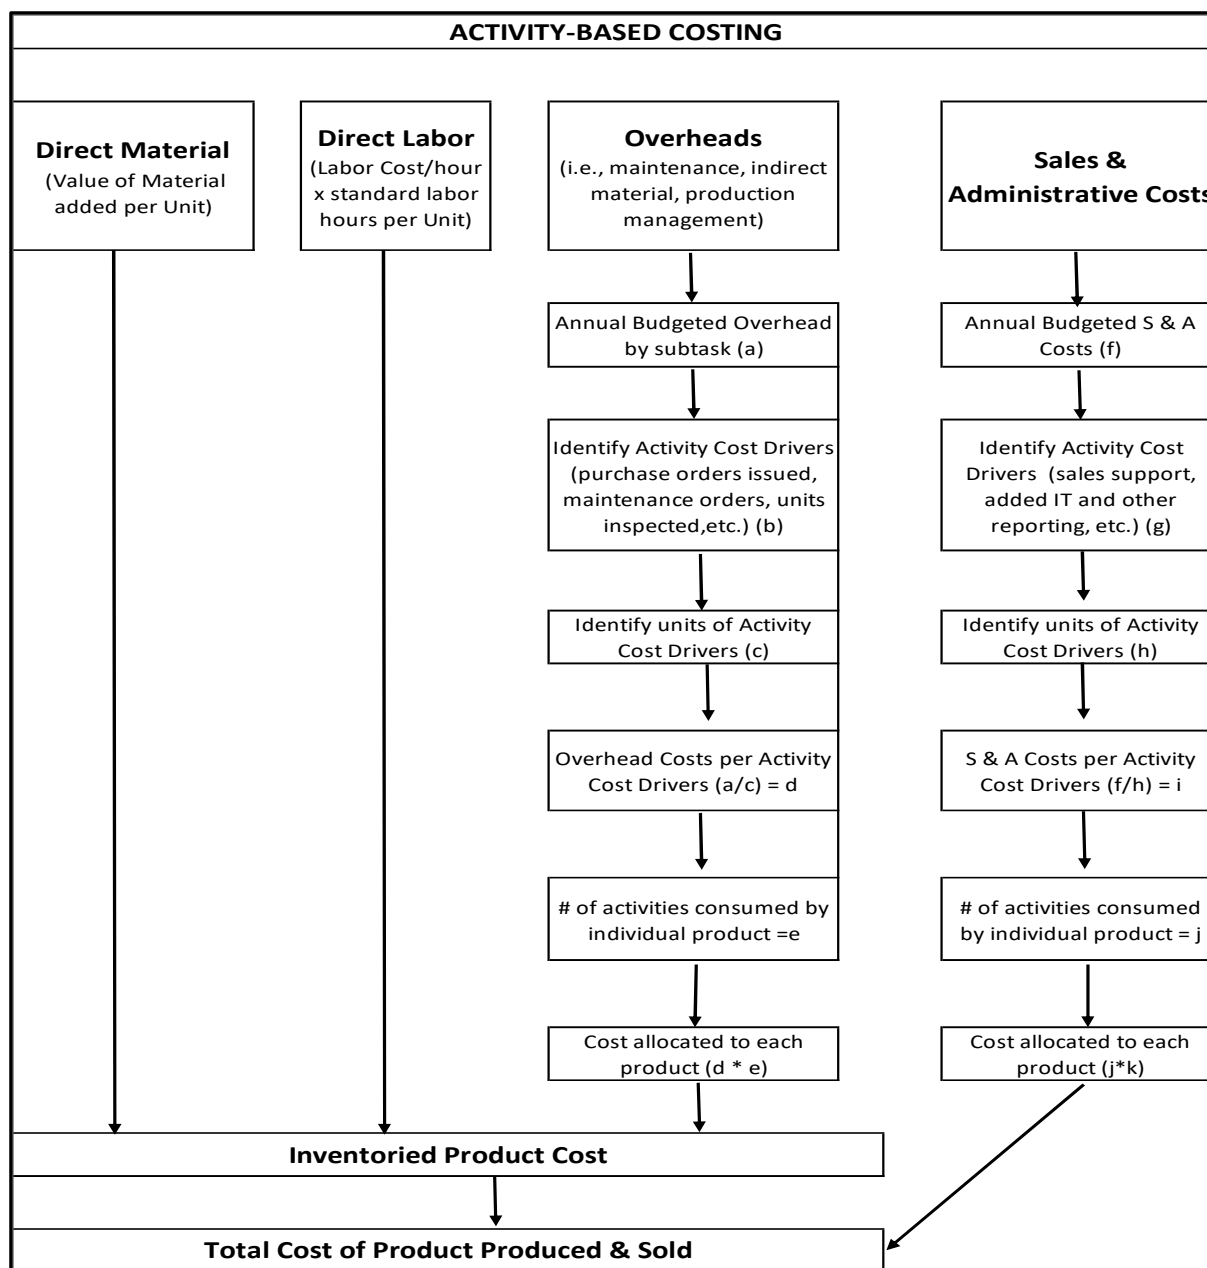 ACTIVITY-BASED COSTING
Direct Material
(Value of Material
added per Unit)
Direct Labor
(Labor Cost/hour
x standard labor
hours per Unit)
Overheads
(i.e., maintenance, indirect
material, production
management)
Sales &
Administrative Costs
Annual Budgeted Overhead
by subtask (a)
Annual Budgeted S & A
Costs (f)
Identify Activity Cost Drivers
(purchase orders issued,
maintenance orders, units
inspected,etc.) (b)
Identify Activity Cost
Drivers (sales support,
added IT and other
reporting, etc.) (g)
Identify units of Activity
Cost Drivers (c)
Identify units of Activity
Cost Drivers (h)
Overhead Costs per Activity
Cost Drivers (a/c) = d
S & A Costs per Activity
Cost Drivers (f/h) = i
# of activities consumed by
individual product =e
# of activities consumed
by individual product = j
Cost allocated to each
product (d * e)
Cost allocated to each
product (j*k)
Inventoried Product Cost
Total Cost of Product Produced & Sold